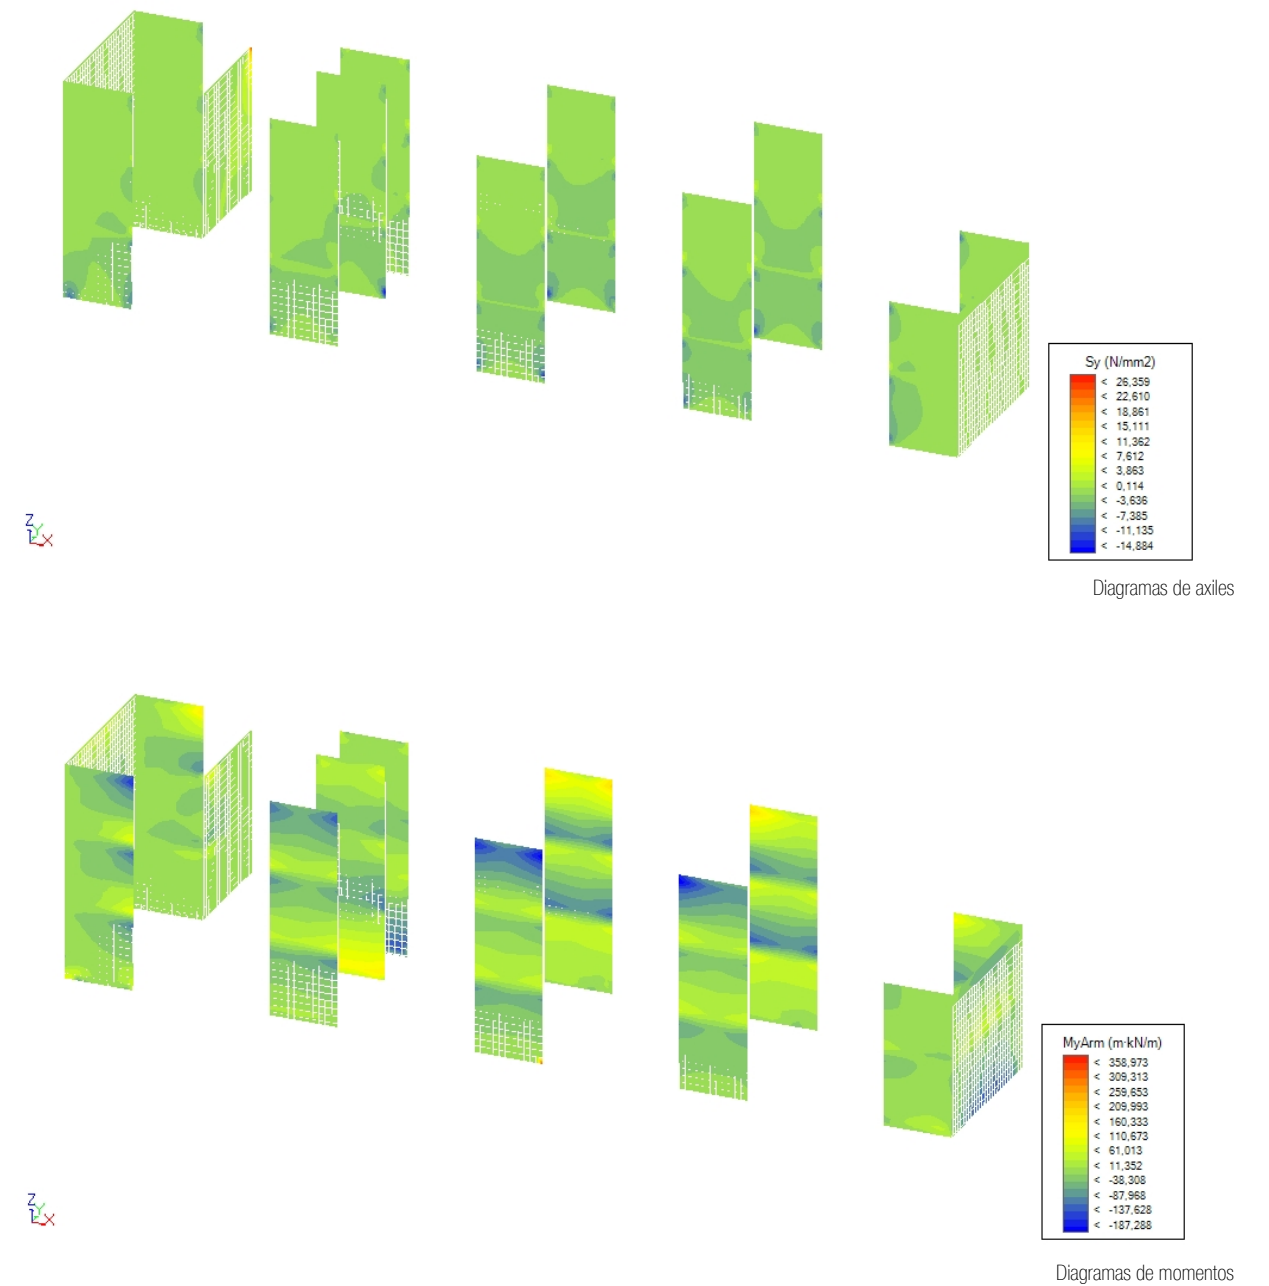 Sy (N/mm2)
< 26,359
< 22,610
< 18,861
< 15,111
< 11,362
< 7,612
< 3,863
< 0,114
< -3,636
< -7,385
< -11,135
< -14,884
Z
Y
X
Diagramas de axiles
MyArm (m·kN/m)
< 358,973
< 309,313
< 259,653
< 209,993
< 160,333
< 110,673
< 61,013
< 11,352
< -38,308
< -87,968
< -137,628
< -187,288
Z
Y
X
Diagramas de momentos